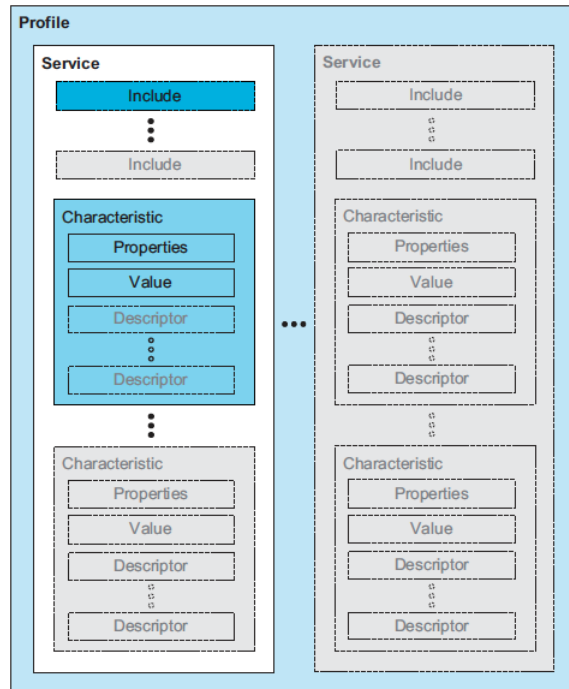 Profile
Service
Include
Include
Characteristic
Properties
Value
Descriptor
Descriptor
Characteristic
Properties
Value
Descriptor
Descriptor
Service
Include
Include
Characteristic
Properties
Value
Descriptor
Descriptor
Characteristic
Properties
Value
Descriptor
Descriptor